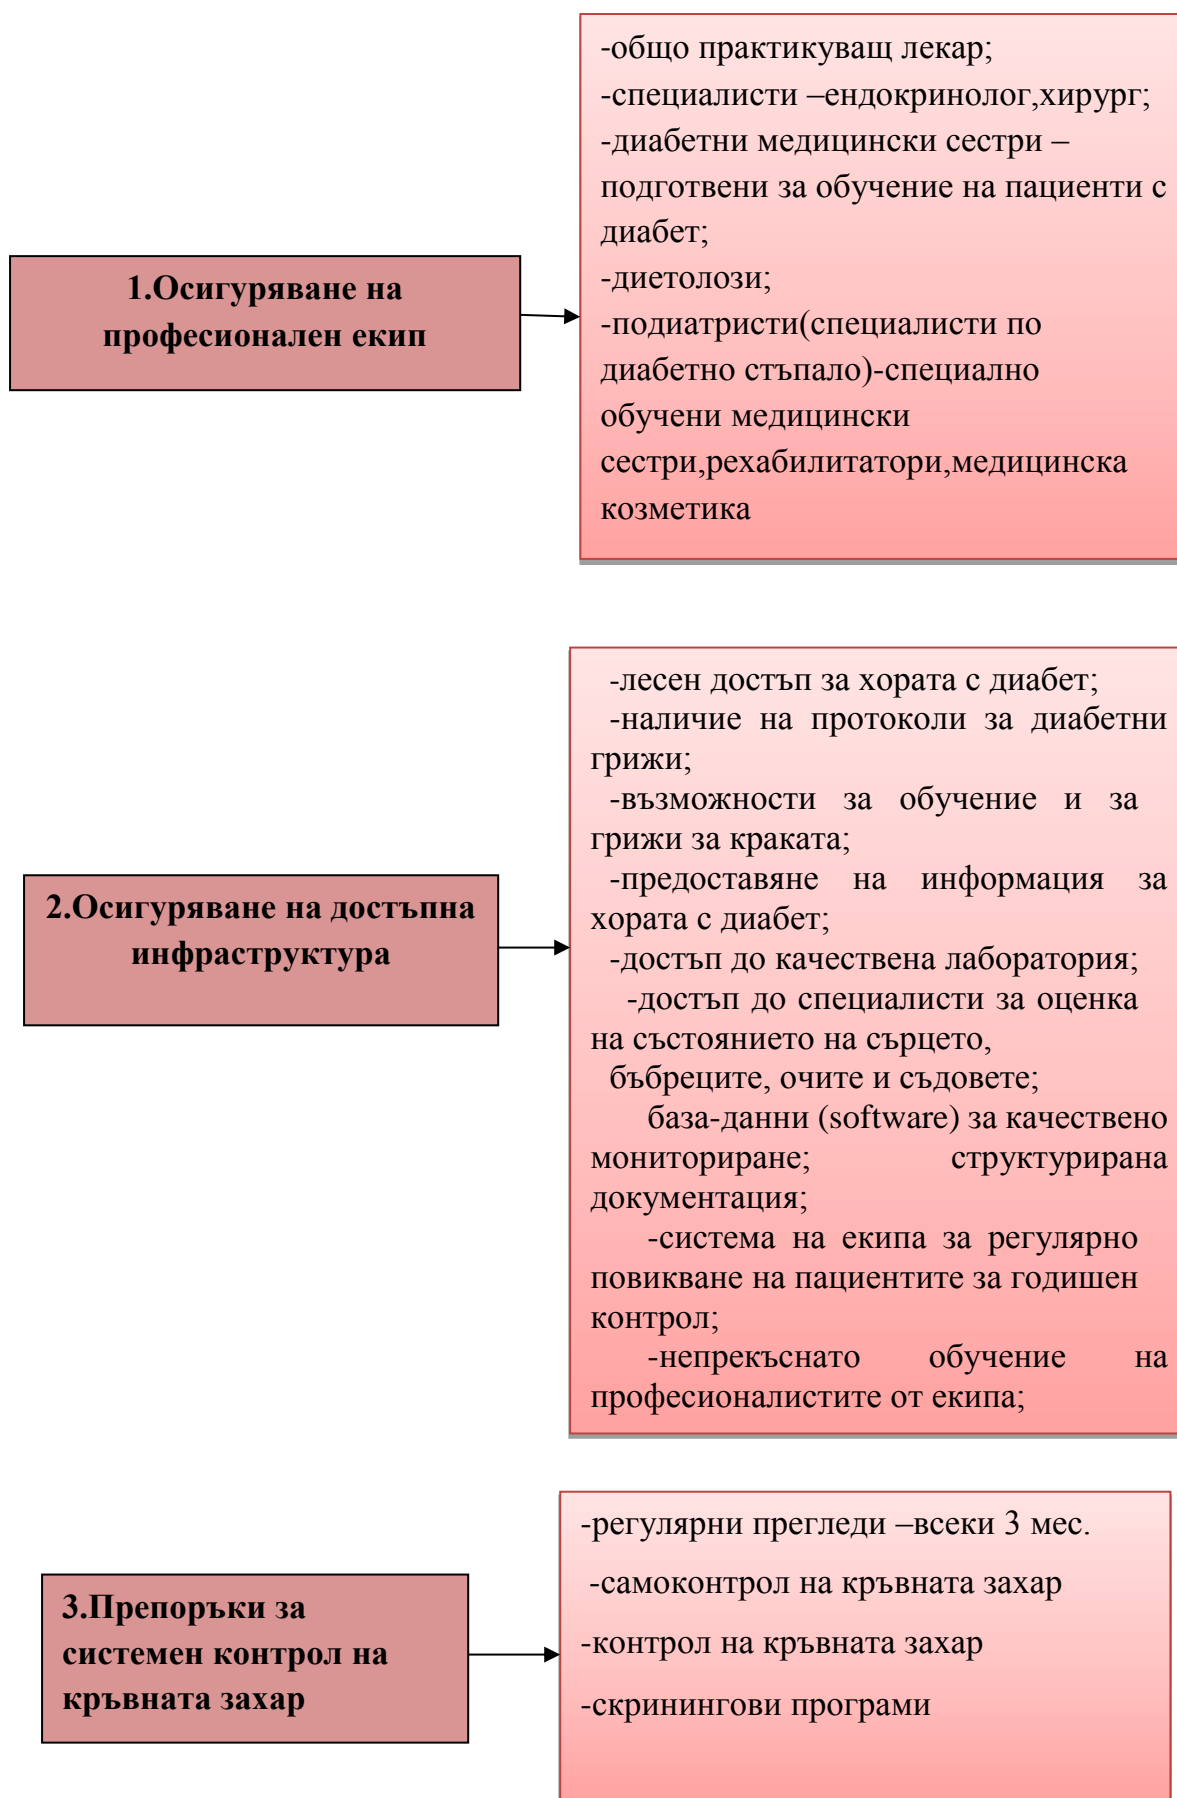 1.Осигуряване на
професионален екип
-общо практикуващ лекар;
-специалисти –ендокринолог,хирург;
-диабетни медицински сестри –
подготвени за обучение на пациенти с
диабет;
-диетолози;
-подиатристи(специалисти по
диабетно стъпало)-специално
обучени медицински
сестри,рехабилитатори,медицинска
козметика
2.Осигуряване на достъпна
инфраструктура
-лесен достъп за хората с диабет;
-наличие на протоколи за диабетни
грижи;
-възможности за обучение и за
грижи за краката;
-предоставяне на информация за
хората с диабет;
-достъп до качествена лаборатория;
-достъп до специалисти за оценка
на състоянието на сърцето,
бъбреците, очите и съдовете;
база-данни (software) за качествено
мониториране; структурирана
документация;
-система на екипа за регулярно
повикване на пациентите за годишен
контрол;
-непрекъснато обучение на
професионалистите от екипа;
3.Препоръки за
системен контрол на
кръвната захар
-регулярни прегледи –всеки 3 мес.
-самоконтрол на кръвната захар
-контрол на кръвната захар
-скринингови програми